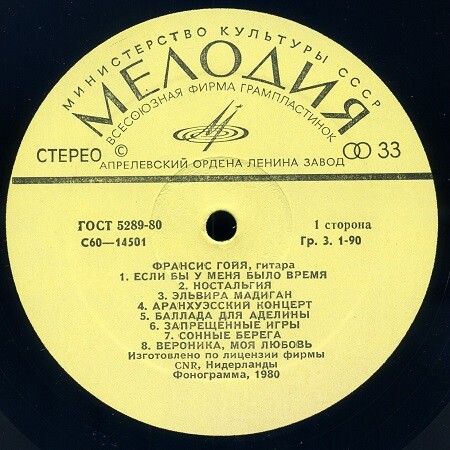 МИНИСТЕРСТВО КУЛЬТУРЫ СССР
МЕЛОДИЯ
ВСЕСОЮЗНАЯ ФИРМА ГРАМПЛАСТИНОК
СТЕРЕО ©
33
АПРЕЛЕВСКИЙ ОРДЕНА ЛЕНИНА ЗАВОД
ГОСТ 5289-80
С60—14501
1 сторона
Гр. 3. 1-90
ФРАНСИС ГОЙЯ, гитара
1. ЕСЛИ БЫ У МЕНЯ БЫЛО ВРЕМЯ
2. НОСТАЛЬГИЯ
3. ЭЛЬВИРА МАДИГАН
4. АРАНХУЭССКИЙ КОНЦЕРТ
5. БАЛЛАДА ДЛЯ АДЕЛИНЫ
6. ЗАПРЕЩЕННЫЕ ИГРЫ
7. СОННЫЕ БЕРЕГА
8. ВЕРОНИКА, МОЯ ЛЮБОВЬ
Изготовлено по лицензии фирмы
CNR, Нидерланды
Фонограмма, 1980